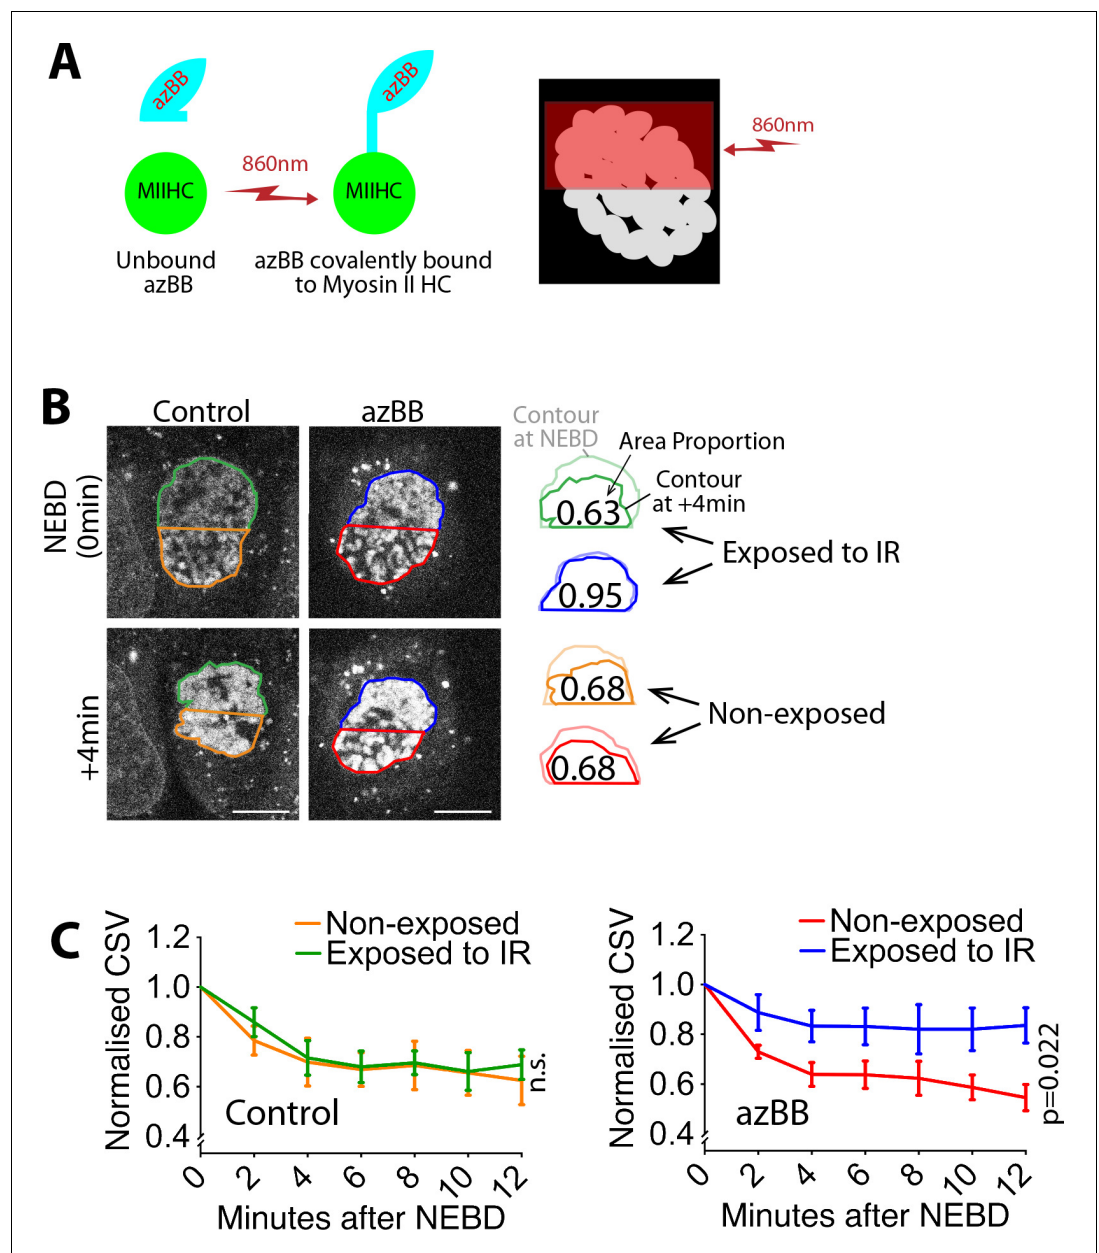 A
azBB
MIIHC
Unbound
azBB
860nm
azBB
MIIHC
azBB covalently bound
to Myosin II HC
860nm
B
Control
azBB
NEBD
(0min)
+4min
Contour
at NEBD
Area Proportion
Contour
at +4min
0.63
0.95
Exposed to IR
0.68
0.68
Non-exposed
C
Non-exposed
Exposed to IR
Normalised CSV
1.2
1.0
0.8
0.6
0.4
Control
n.s.
0 2 4 6 8 10 12
Minutes after NEBD
Non-exposed
Exposed to IR
Normalised CSV
1.2
1.0
0.8
0.6
0.4
azBB
p=0.022
0 2 4 6 8 10 12
Minutes after NEBD